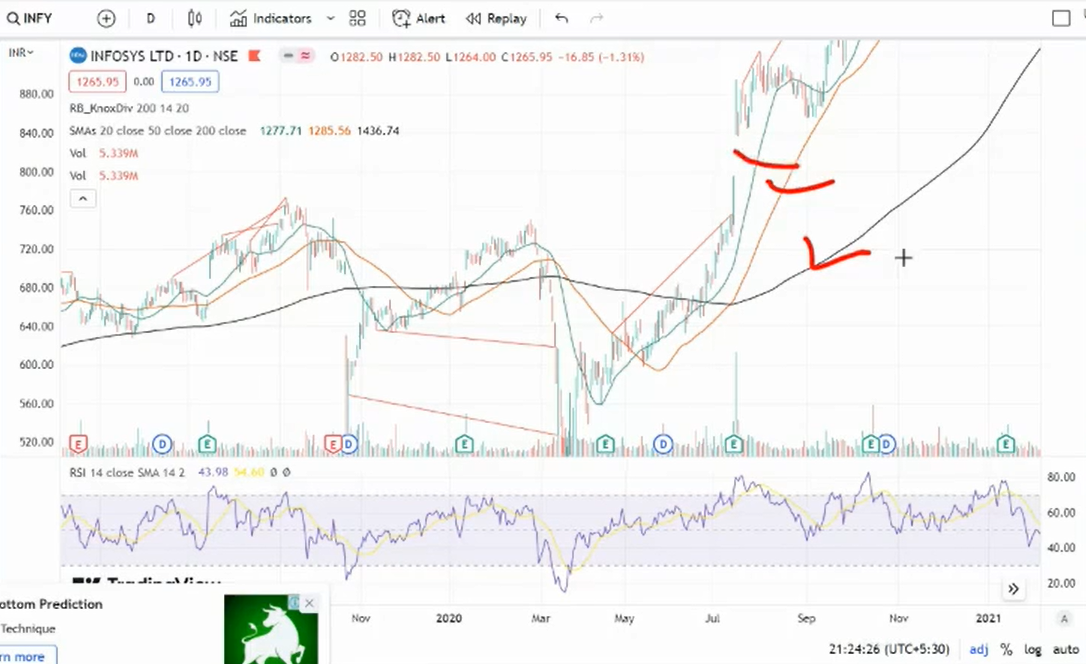 INFY D Indicators Alert Replay
INR INFOSYS LTD · 1D · NSE O1282.50 H1282.50 L1264.00 C1265.95 −16.85 (−1.31%)
1265.95 0.00 1265.95
RB_KnoxDiv 200 14 20
SMAs 20 close 50 close 200 close 1277.71 1285.56 1436.74
Vol 5.339M
Vol 5.339M
880.00
840.00
800.00
760.00
720.00
680.00
640.00
600.00
560.00
520.00
E D E E D E E D E E D E
RSI 14 close SMA 14 2 43.98 54.60 Ø Ø
80.00
60.00
40.00
20.00
TradingView
ottom Prediction
Technique
rn more
Nov 2020 Mar May Jul Sep Nov 2021 A
21:24:26 (UTC+5:30) adj % log auto